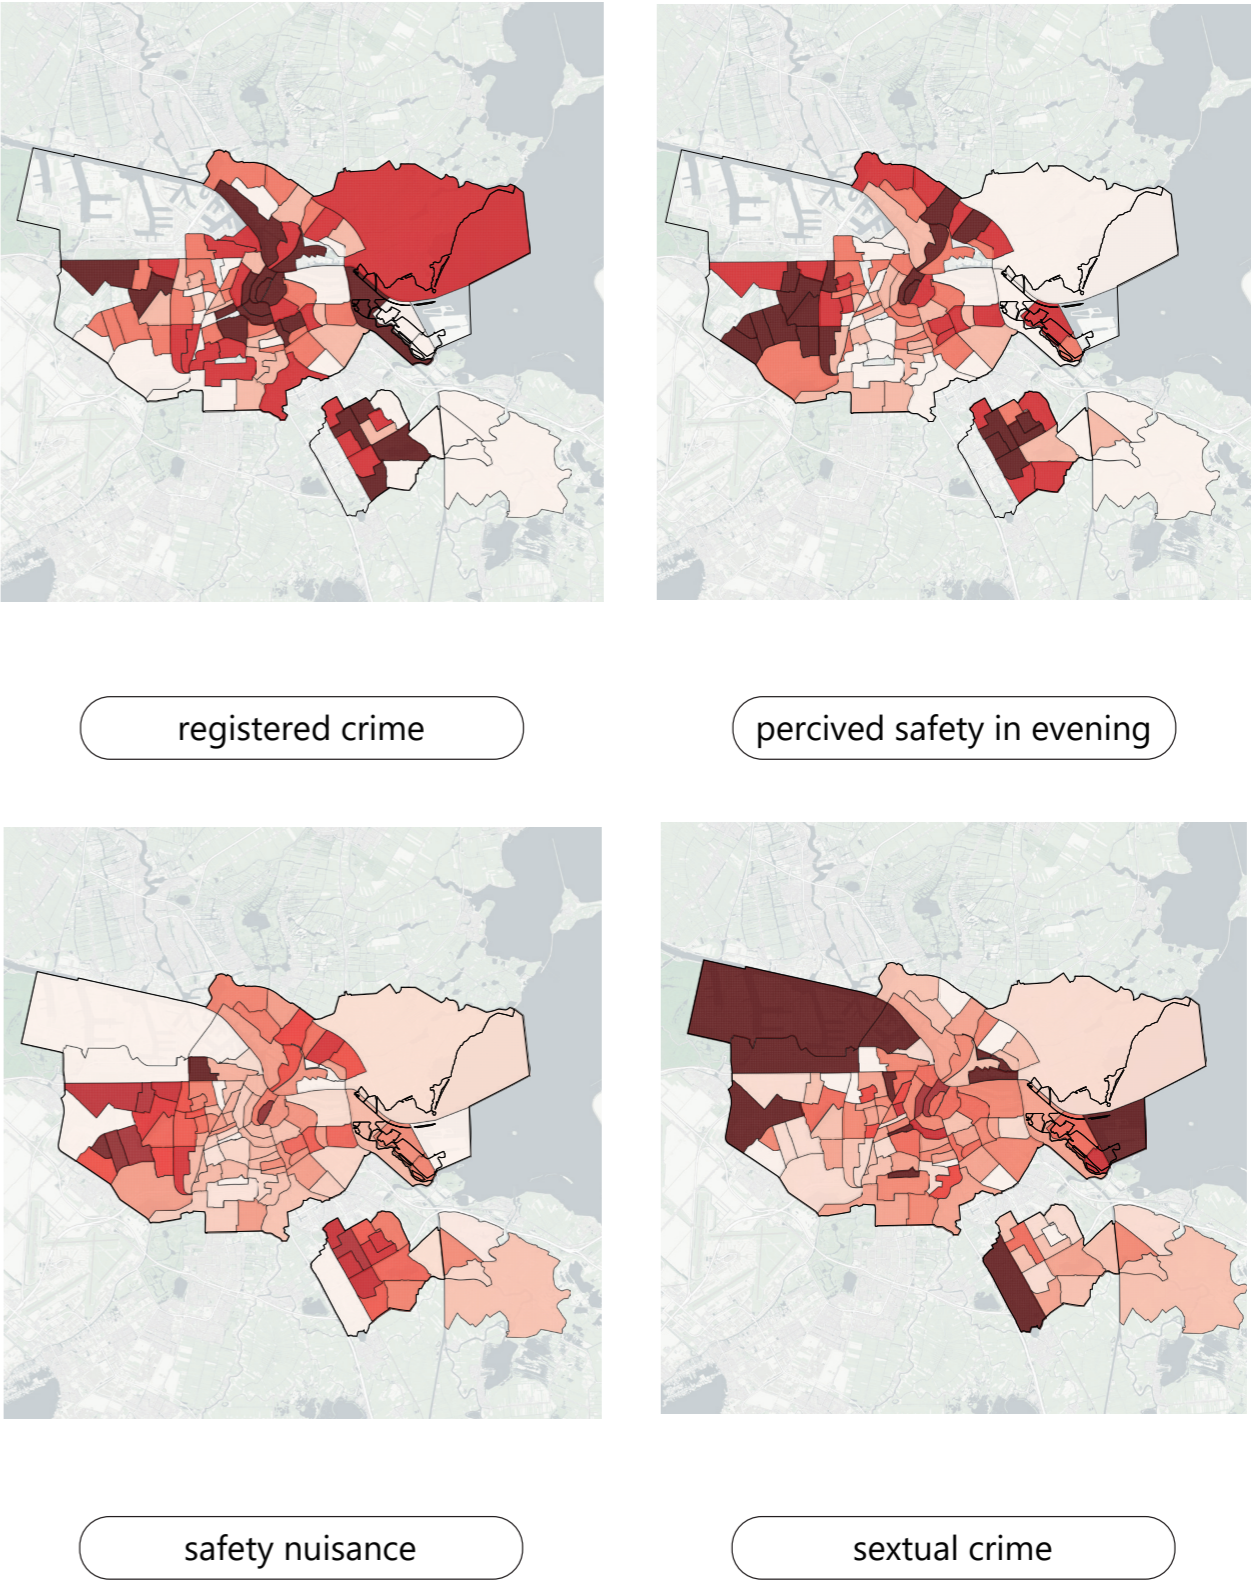 registered crime
percived safety in evening
safety nuisance
sextual crime